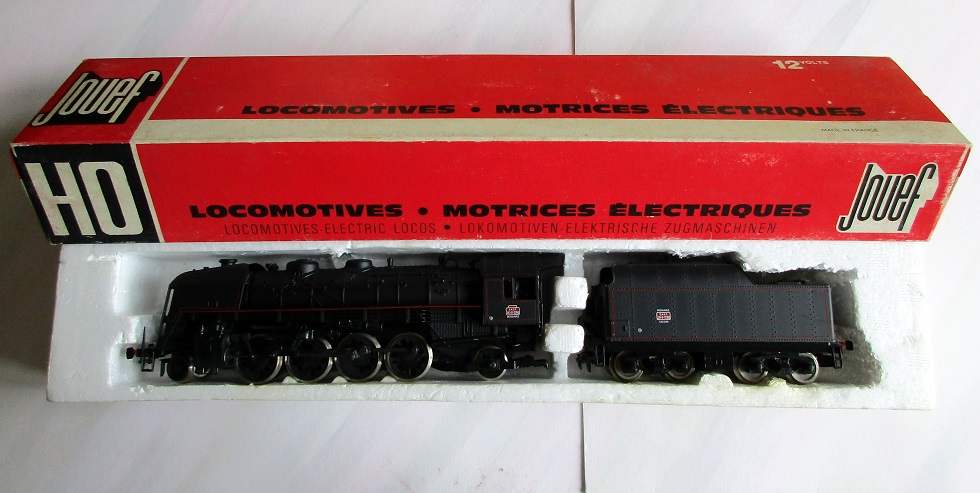 Jouef
12 VOLTS
LOCOMOTIVES • MOTRICES ÉLECTRIQUES
MADE IN FRANCE
HO
LOCOMOTIVES • MOTRICES ÉLECTRIQUES
LOCOMOTIVES-ELECTRIC LOCOS • LOKOMOTIVEN-ELEKTRISCHE ZUGMASCHINEN
Jouef